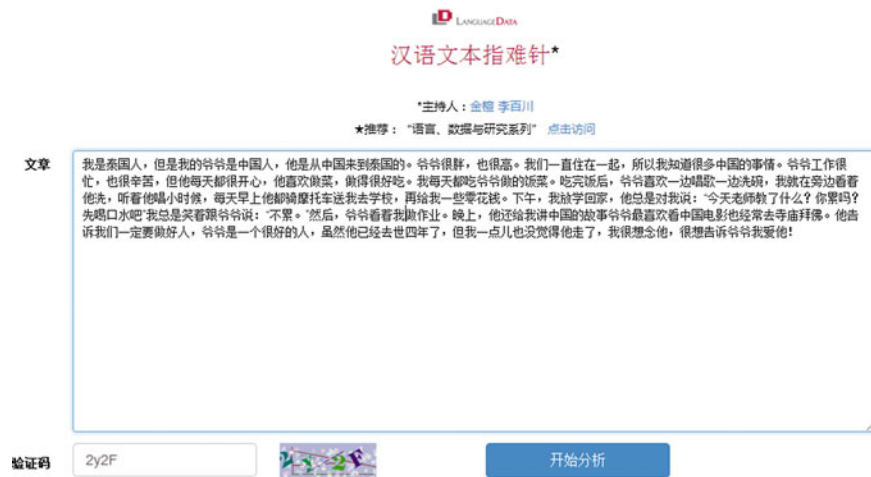 LANGUAGEDATA
汉语文本指难针*
*主持人：金檀 李百川
★推荐：“语言、数据与研究系列” 点击访问
文章
我是泰国人，但是我的爷爷是中国人，他是从中国来到泰国的。爷爷很胖，也很高。我们一直住在一起，所以我知道很多中国的事情。爷爷工作很
忙，也很辛苦，但他每天都很开心，他喜欢做菜，做得很好吃。我每天都吃爷爷做的饭菜。吃完饭后，爷爷喜欢一边唱歌一边洗碗，我就在旁边看着
他洗，听着他唱小时候，每天早上他都骑摩托车送我去学校，再给我一些零花钱。下午，我放学回家，他总是对我说：“今天老师教了什么？你累吗？
先喝口水吧”我总是笑着跟爷爷说：“不累。”然后，爷爷看着我做作业。晚上，他还给我讲中国的故事爷爷最喜欢看中国电影也经常去寺庙拜佛。他告
诉我们一定要做好人，爷爷是一个很好的人，虽然他已经去世四年了，但我一点儿也没觉得他走了，我很想念他，很想告诉爷爷我爱他！
验证码
2y2F
2y2F
开始分析